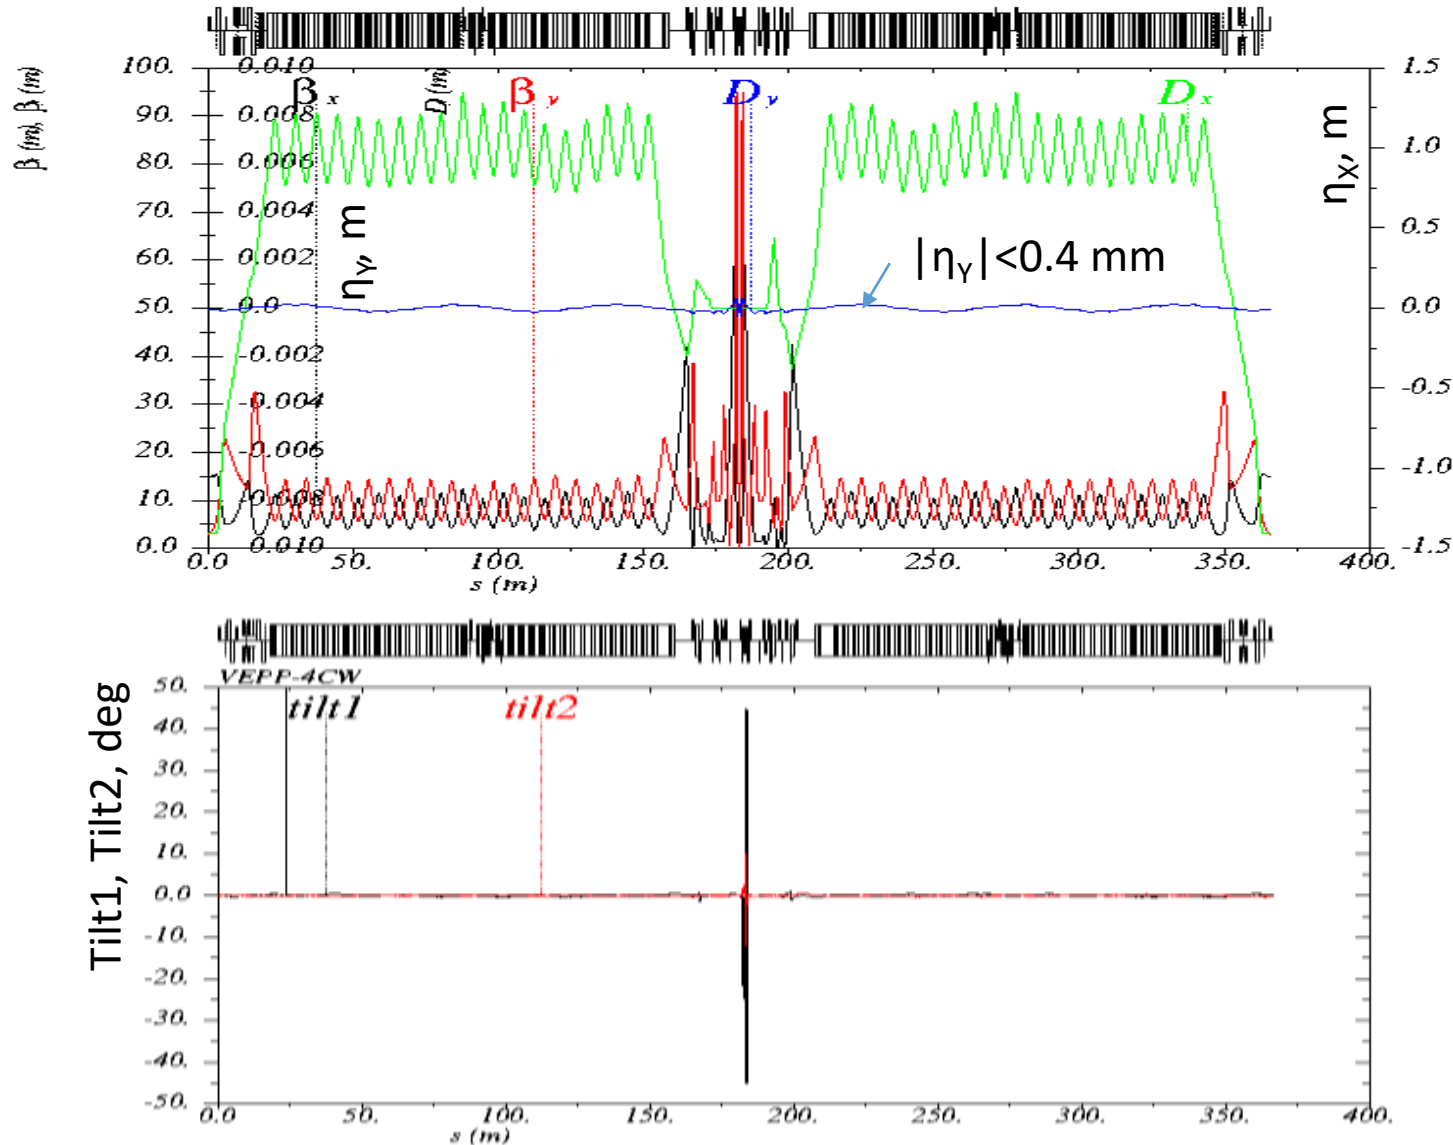 100. 0.010 β x D (m) β y D y D x 1.5
β (m), β (m)
90. 0.008
80. 0.006 1.0
ηX, m
70. 0.004 0.5
ηY, m
60. 0.002 |ηY|<0.4 mm
50. 0.0 0.0
40. -0.002
30. -0.004 -0.5
20. 0.006 -1.0
10. 0.008
0.0 0.010 -1.5
0.0 50. 100. 150. 200. 250. 300. 350. 400.
s (m)
VEPP-4CW
50. tilt1 tilt2
40.
30.
20.
10.
0.0
-10.
-20.
-30.
-40.
-50.
Tilt1, Tilt2, deg
0.0 50. 100. 150. 200. 250. 300. 350. 400.
s (m)